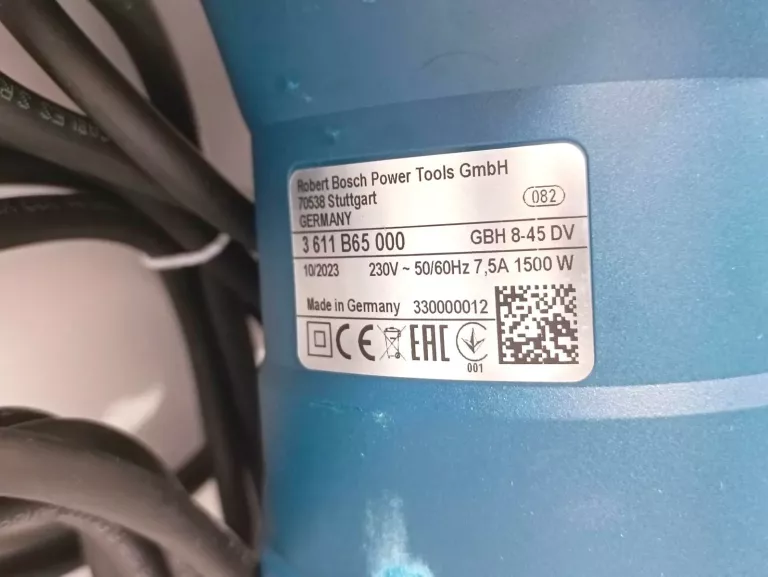 Robert Bosch Power Tools GmbH
70538 Stuttgart
GERMANY
082
3 611 B65 000 GBH 8-45 DV
10/2023 230V ~ 50/60Hz 7,5A 1500 W
Made in Germany 330000012
CE EAC
001